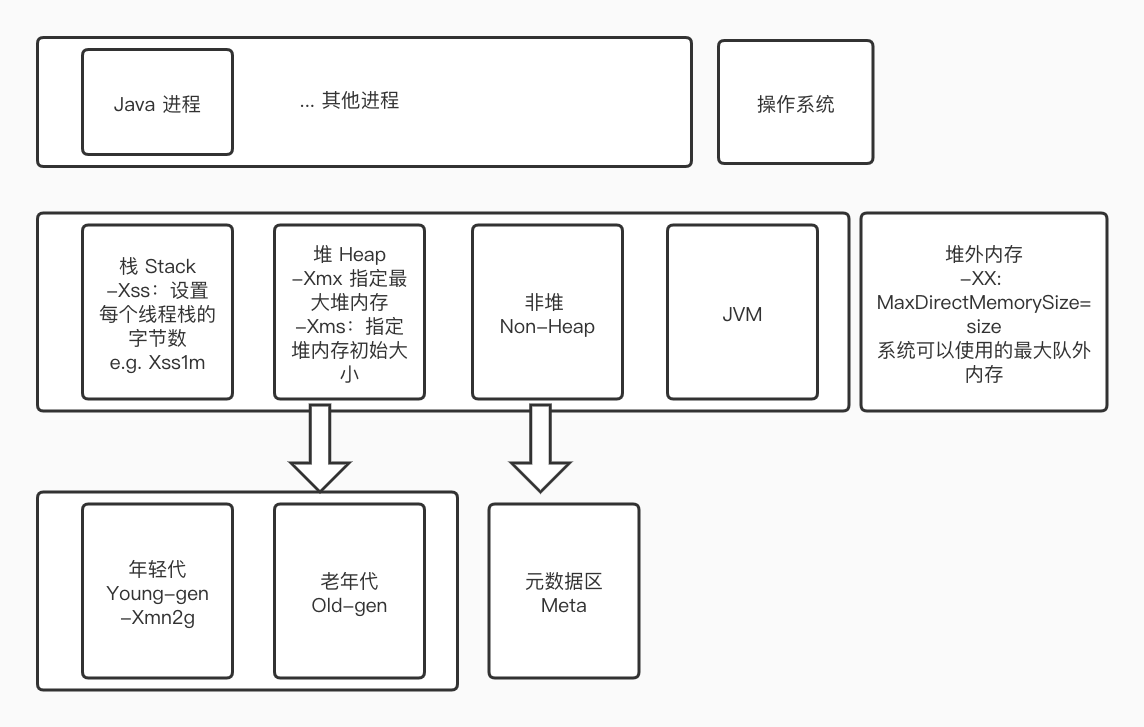 Java 进程
... 其他进程
操作系统
栈 Stack
-Xss：设置
每个线程栈的
字节数
e.g. Xss1m
堆 Heap
-Xmx 指定最
大堆内存
-Xms：指定
堆内存初始大
小
非堆
Non-Heap
JVM
堆外内存
-XX:
MaxDirectMemorySize=
size
系统可以使用的最大队外
内存
年轻代
Young-gen
-Xmn2g
老年代
Old-gen
元数据区
Meta